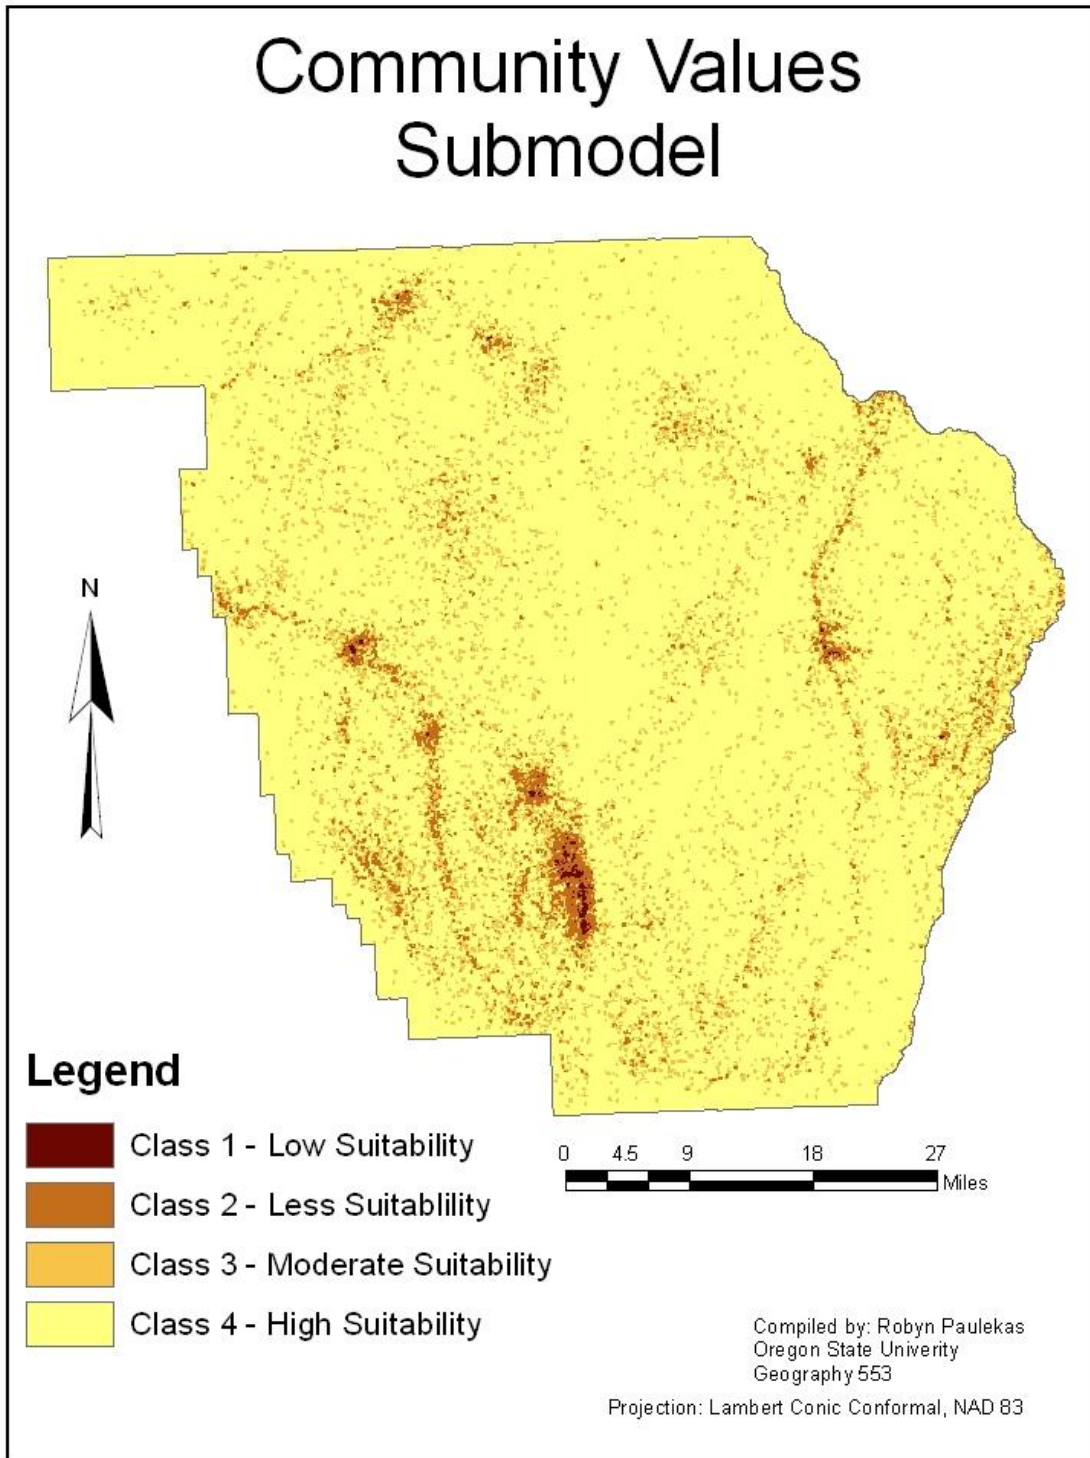 Community Values
Submodel
N
Legend
Class 1 - Low Suitability
Class 2 - Less Suitablility
Class 3 - Moderate Suitability
Class 4 - High Suitability
0 4.5 9 18 27
Miles
Compiled by: Robyn Paulekas
Oregon State Univerity
Geography 553
Projection: Lambert Conic Conformal, NAD 83